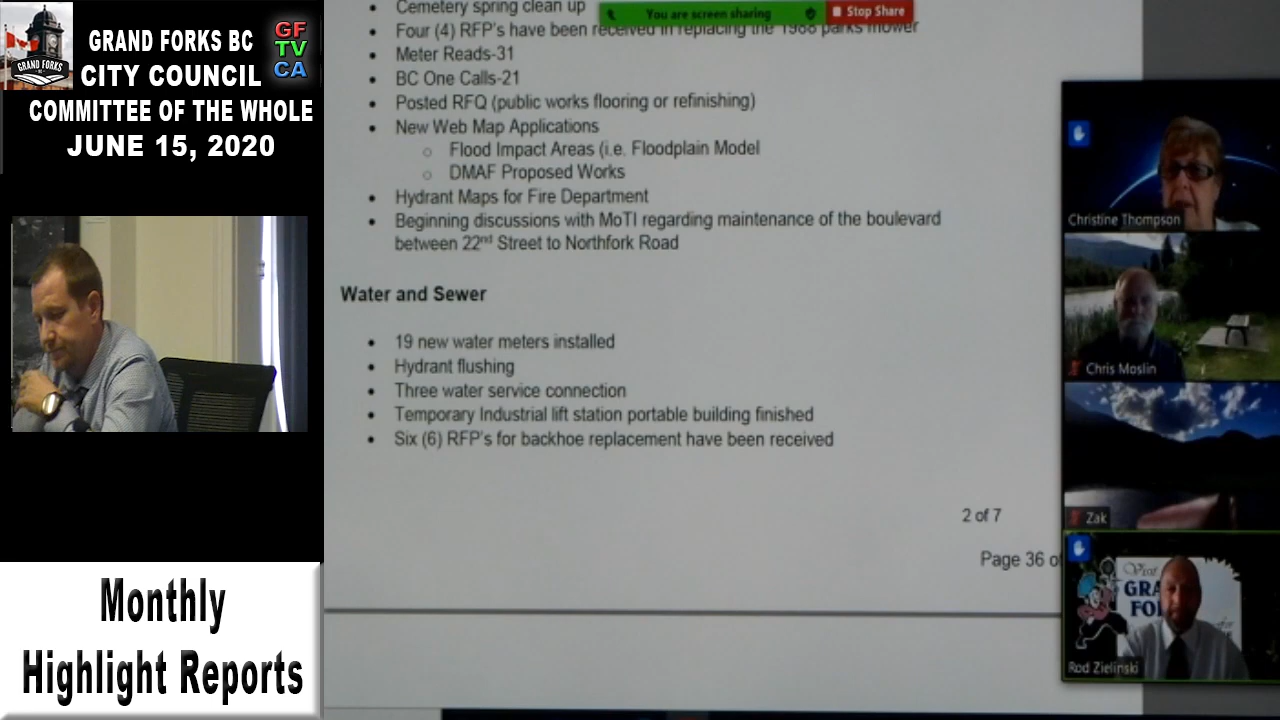 GRAND FORKS BC
CITY COUNCIL
COMMITTEE OF THE WHOLE
JUNE 15, 2020
GF
TV
CA
GRAND FORKS
BC
Monthly
Highlight Reports
You are screen sharing
Stop Share
• Cemetery spring clean up
• Four (4) RFP's have been received in replacing the 1988 parks mower
• Meter Reads-31
• BC One Calls-21
• Posted RFQ (public works flooring or refinishing)
• New Web Map Applications
○ Flood Impact Areas (i.e. Floodplain Model
○ DMAF Proposed Works
• Hydrant Maps for Fire Department
• Beginning discussions with MoTI regarding maintenance of the boulevard
between 22nd Street to Northfork Road
Water and Sewer
• 19 new water meters installed
• Hydrant flushing
• Three water service connection
• Temporary Industrial lift station portable building finished
• Six (6) RFP's for backhoe replacement have been received
2 of 7
Page 36 of
Christine Thompson
Chris Moslin
Zak
Visit
GRA
FO
Rod Zielinski